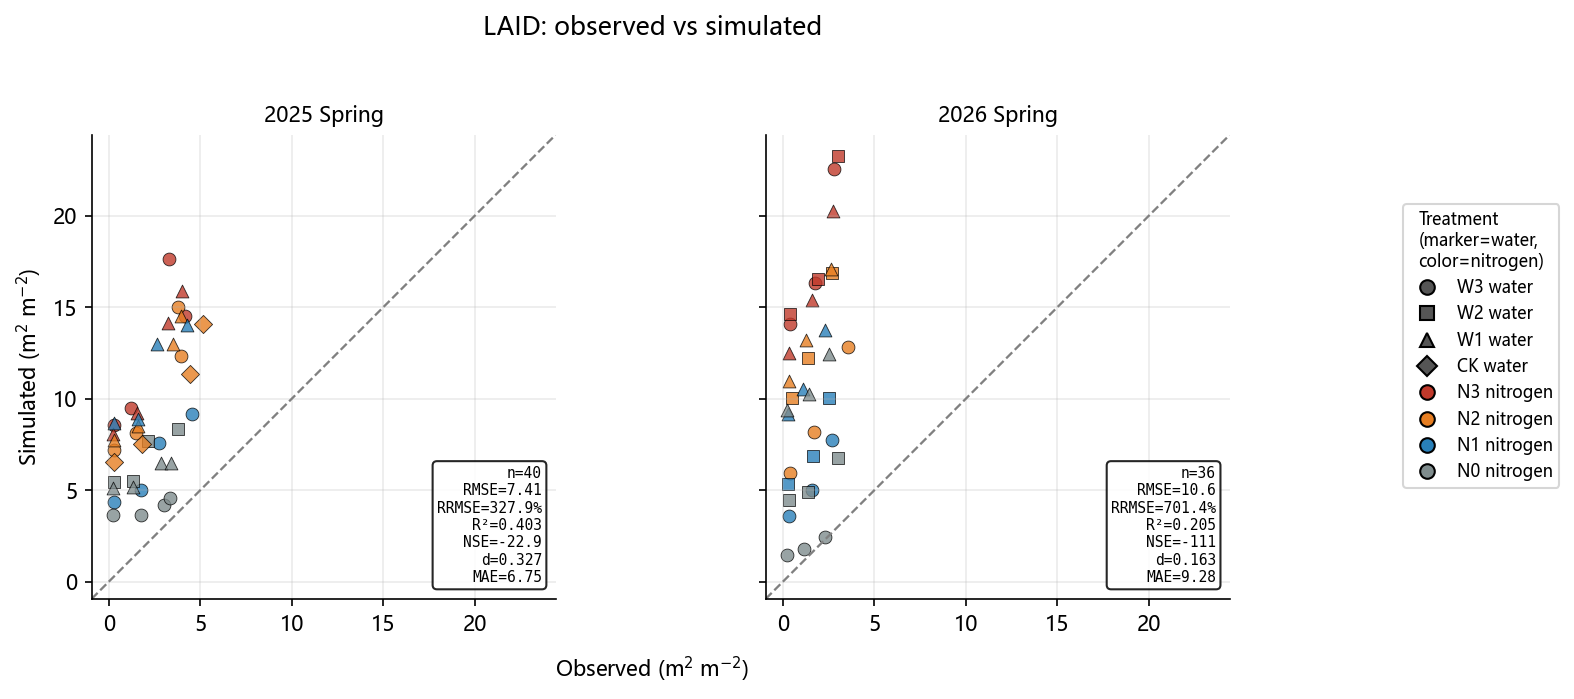 LAID: observed vs simulated
2025 Spring
2026 Spring
Simulated (m² m⁻²)
20
15
10
5
0
n=40
RMSE=7.41
RRMSE=327.9%
R²=0.403
NSE=-22.9
d=0.327
MAE=6.75
0 5 10 15 20
n=36
RMSE=10.6
RRMSE=701.4%
R²=0.205
NSE=-111
d=0.163
MAE=9.28
0 5 10 15 20
Observed (m² m⁻²)
Treatment
(marker=water,
color=nitrogen)
W3 water
W2 water
W1 water
CK water
N3 nitrogen
N2 nitrogen
N1 nitrogen
N0 nitrogen